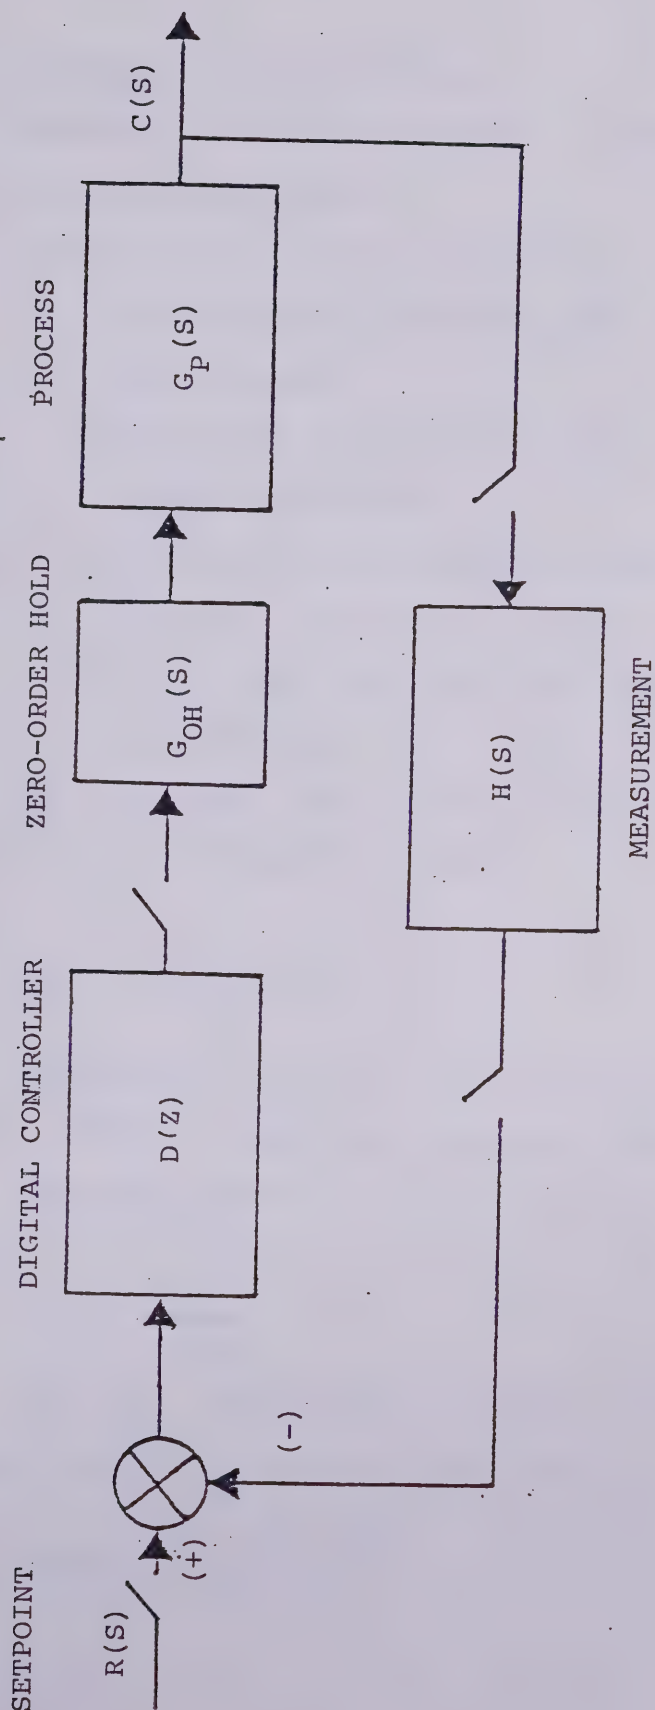 SETPOINT
R(S)
(+)
(-)
DIGITAL CONTROLLER
D(Z)
ZERO-ORDER HOLD
G_OH(S)
PROCESS
G_P(S)
C(S)
H(S)
MEASUREMENT